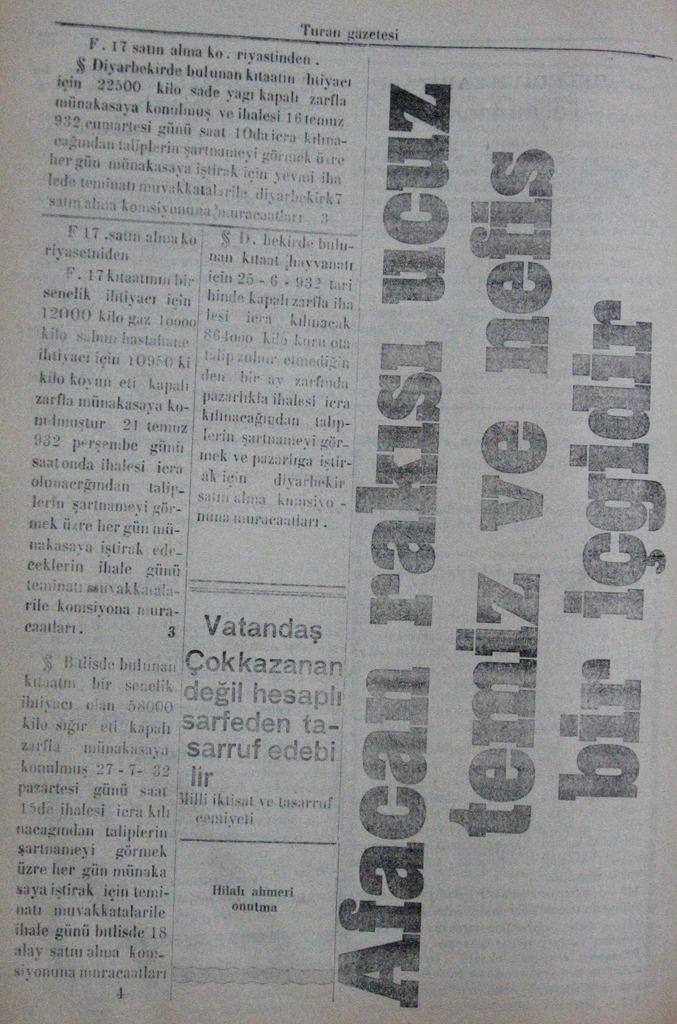 Turan gazetesi
F. 17 satın alma ko. riyastinden.
§ Diyarbekirde bulunan kıtaatın ihtiyacı
için 22500 kilo sade yagı kapalı zarfla
münakasaya konulmuş ve ihalesi 16 temuz
932 cumartesi günü saat 10da icra kılına-
cağından taliplerin şartnameyi görmek üzre
her gün münakasaya iştirak için yevmi iha
lede teminatı muvakkatalarile diyarbekirk7
satın alma komsiyonuna muracaatları 3
F 17 .satın alma ko
riyasetniden
F. 17 kıtaatının bir
senelik ihtiyacı için
12000 kilo gaz 10000
kilo sabun hastahane
ihtiyacı için 10950 ki
kilo koyun eti kapalı
zarfla münakasaya ko-
nulmuştur 21 temuz
932 perşembe günü
saat onda ihalesi icra
olunacrğından talip-
lerin şartnameyi gör-
mek üzre her gün mü-
nakasaya iştirak ede-
ceklerin ihale günü
teminatı muvakkatala-
rile komsiyona mura-
caatları. 3
§ Bitlisde bulunan
kıtaatın bir senelik
ihtiyacı olan 58000
kilo sığır eti kapalı
zarfla münakasaya
konulmuş 27-7-32
pazartesi günü saat
15de ihalesi icra kılı
nacagından taliplerin
şartnameyi görmek
üzre her gün münaka
saya iştirak için temi-
natı muvakkatalarile
ihale günü bitlisde 18
alay satın alma kom-
siyonuna muracaatları
4
§ D. bekirde bulu-
nan kıtaat hayvanatı
için 25-6-932 tari
hinde kapalı zarfla iha
lesi icra kılınacak
864000 kilo kuru ota
talip zuhur etmediğin
den bir ay zarfında
pazarlıkla ihalesi icra
kılınacağından talıp-
lerin şartnameyi gör-
mek ve pazarlıga iştir-
ak için diyarbekir
satın alma kumsiyo-
nuna muracaatları.
Vatandaş
Çok kazanan
değil hesaplı
sarfeden ta-
sarruf edebi
lir
Milli iktisat ve tasarruf
cemiyeti
Hilalı ahmeri
onutma
Afacan rakısı ucuz
temiz ve nefis
bir içgidir